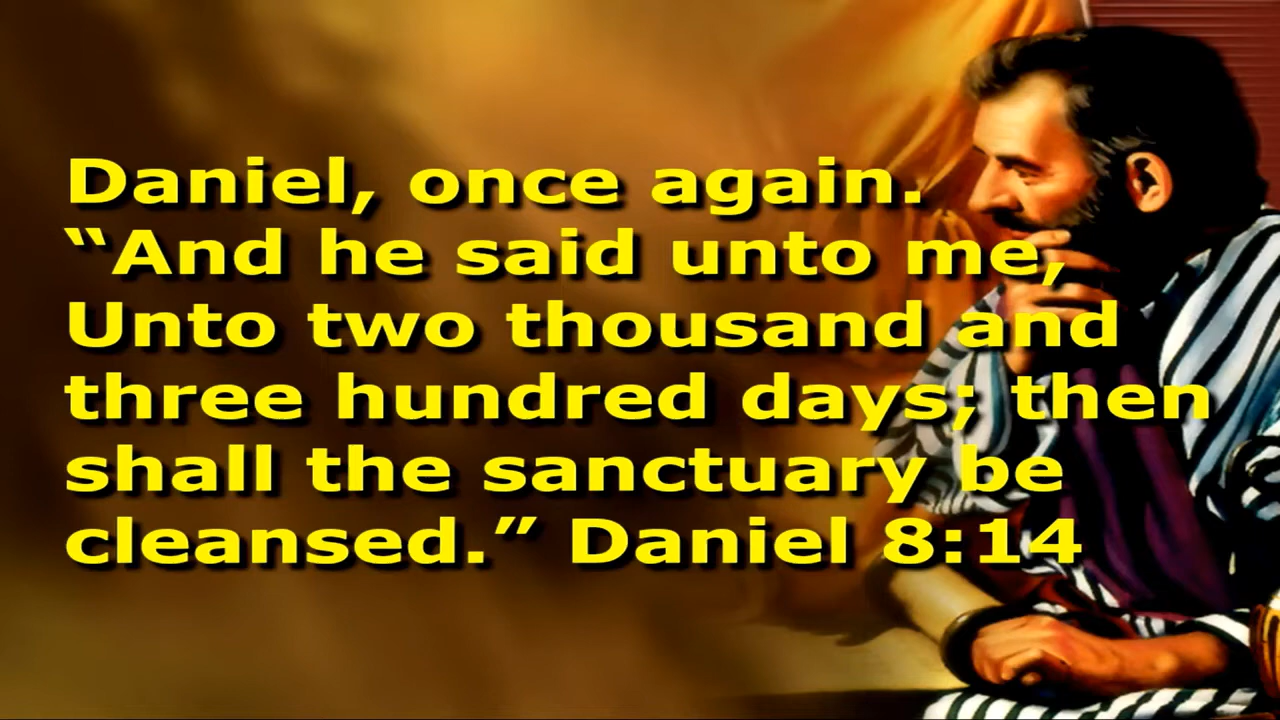 Daniel, once again.
“And he said unto me,
Unto two thousand and
three hundred days; then
shall the sanctuary be
cleansed.” Daniel 8:14